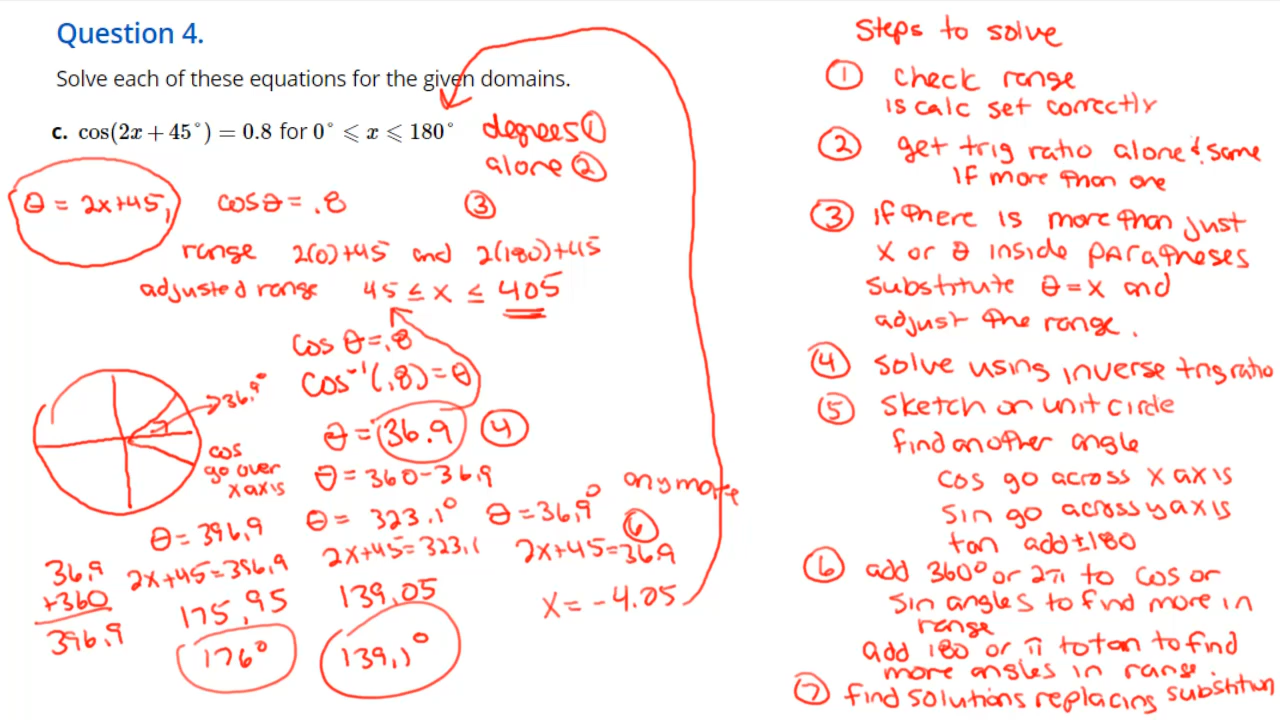 Question 4.
Solve each of these equations for the given domains.
c. cos(2x + 45°) = 0.8 for 0° ⩽ x ⩽ 180°
degrees ①
alone ②
θ = 2x+45,
cosθ = .8
③
range 2(0)+45 and 2(180)+45
adjusted range 45 ≤ x ≤ 405
cos θ = .8
cos⁻¹(.8) = θ
θ = 36.9 ④
36.9°
cos
go over
x axis
θ = 360-36.9
any more
θ = 396.9
θ = 323.1°
θ = 36.9°
⑥
2x+45=396.9
2x+45=323.1
2x+45=36.9
36.9
+360
396.9
175.95
139.05
x = -4.05
176°
139.1°
Steps to solve
① check range
is calc set correctly
② get trig ratio alone & same
if more than one
③ if there is more than just
x or θ inside parapheses
substitute θ=x and
adjust the range.
④ solve using inverse trig ratio
⑤ sketch on unit circle
find another angle
cos go across x axis
sin go across y axis
tan add ±180
⑥ add 360° or 2π to cos or
sin angles to find more in
range
add 180 or π to tan to find
more angles in range.
⑦ find solutions replacing substitution